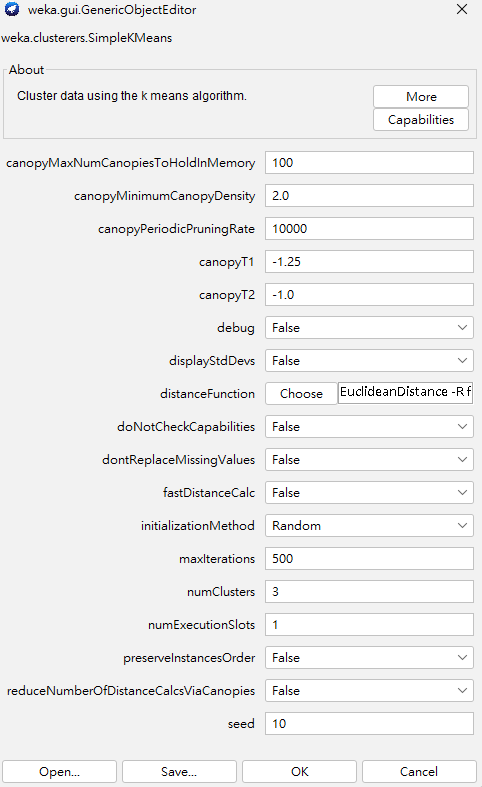 weka.gui.GenericObjectEditor
weka.clusterers.SimpleKMeans
About
Cluster data using the k means algorithm.
More
Capabilities
canopyMaxNumCanopiesToHoldInMemory 100
canopyMinimumCanopyDensity 2.0
canopyPeriodicPruningRate 10000
canopyT1 -1.25
canopyT2 -1.0
debug False
displayStdDevs False
distanceFunction Choose EuclideanDistance -R f
doNotCheckCapabilities False
dontReplaceMissingValues False
fastDistanceCalc False
initializationMethod Random
maxIterations 500
numClusters 3
numExecutionSlots 1
preserveInstancesOrder False
reduceNumberOfDistanceCalcsViaCanopies False
seed 10
Open... Save... OK Cancel